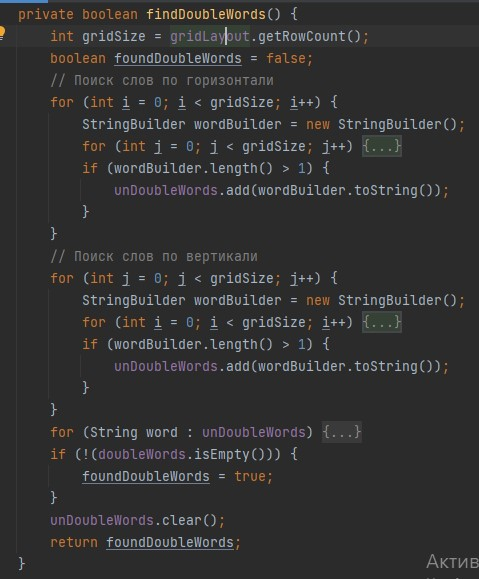 private boolean findDoubleWords() {
    int gridSize = gridLayout.getRowCount();
    boolean foundDoubleWords = false;
    // Поиск слов по горизонтали
    for (int i = 0; i < gridSize; i++) {
        StringBuilder wordBuilder = new StringBuilder();
        for (int j = 0; j < gridSize; j++) {...}
        if (wordBuilder.length() > 1) {
            unDoubleWords.add(wordBuilder.toString());
        }
    }
    // Поиск слов по вертикали
    for (int j = 0; j < gridSize; j++) {
        StringBuilder wordBuilder = new StringBuilder();
        for (int i = 0; i < gridSize; i++) {...}
        if (wordBuilder.length() > 1) {
            unDoubleWords.add(wordBuilder.toString());
        }
    }
    for (String word : unDoubleWords) {...}
    if (!(doubleWords.isEmpty())) {
        foundDoubleWords = true;
    }
    unDoubleWords.clear();
    return foundDoubleWords;
}
Актив